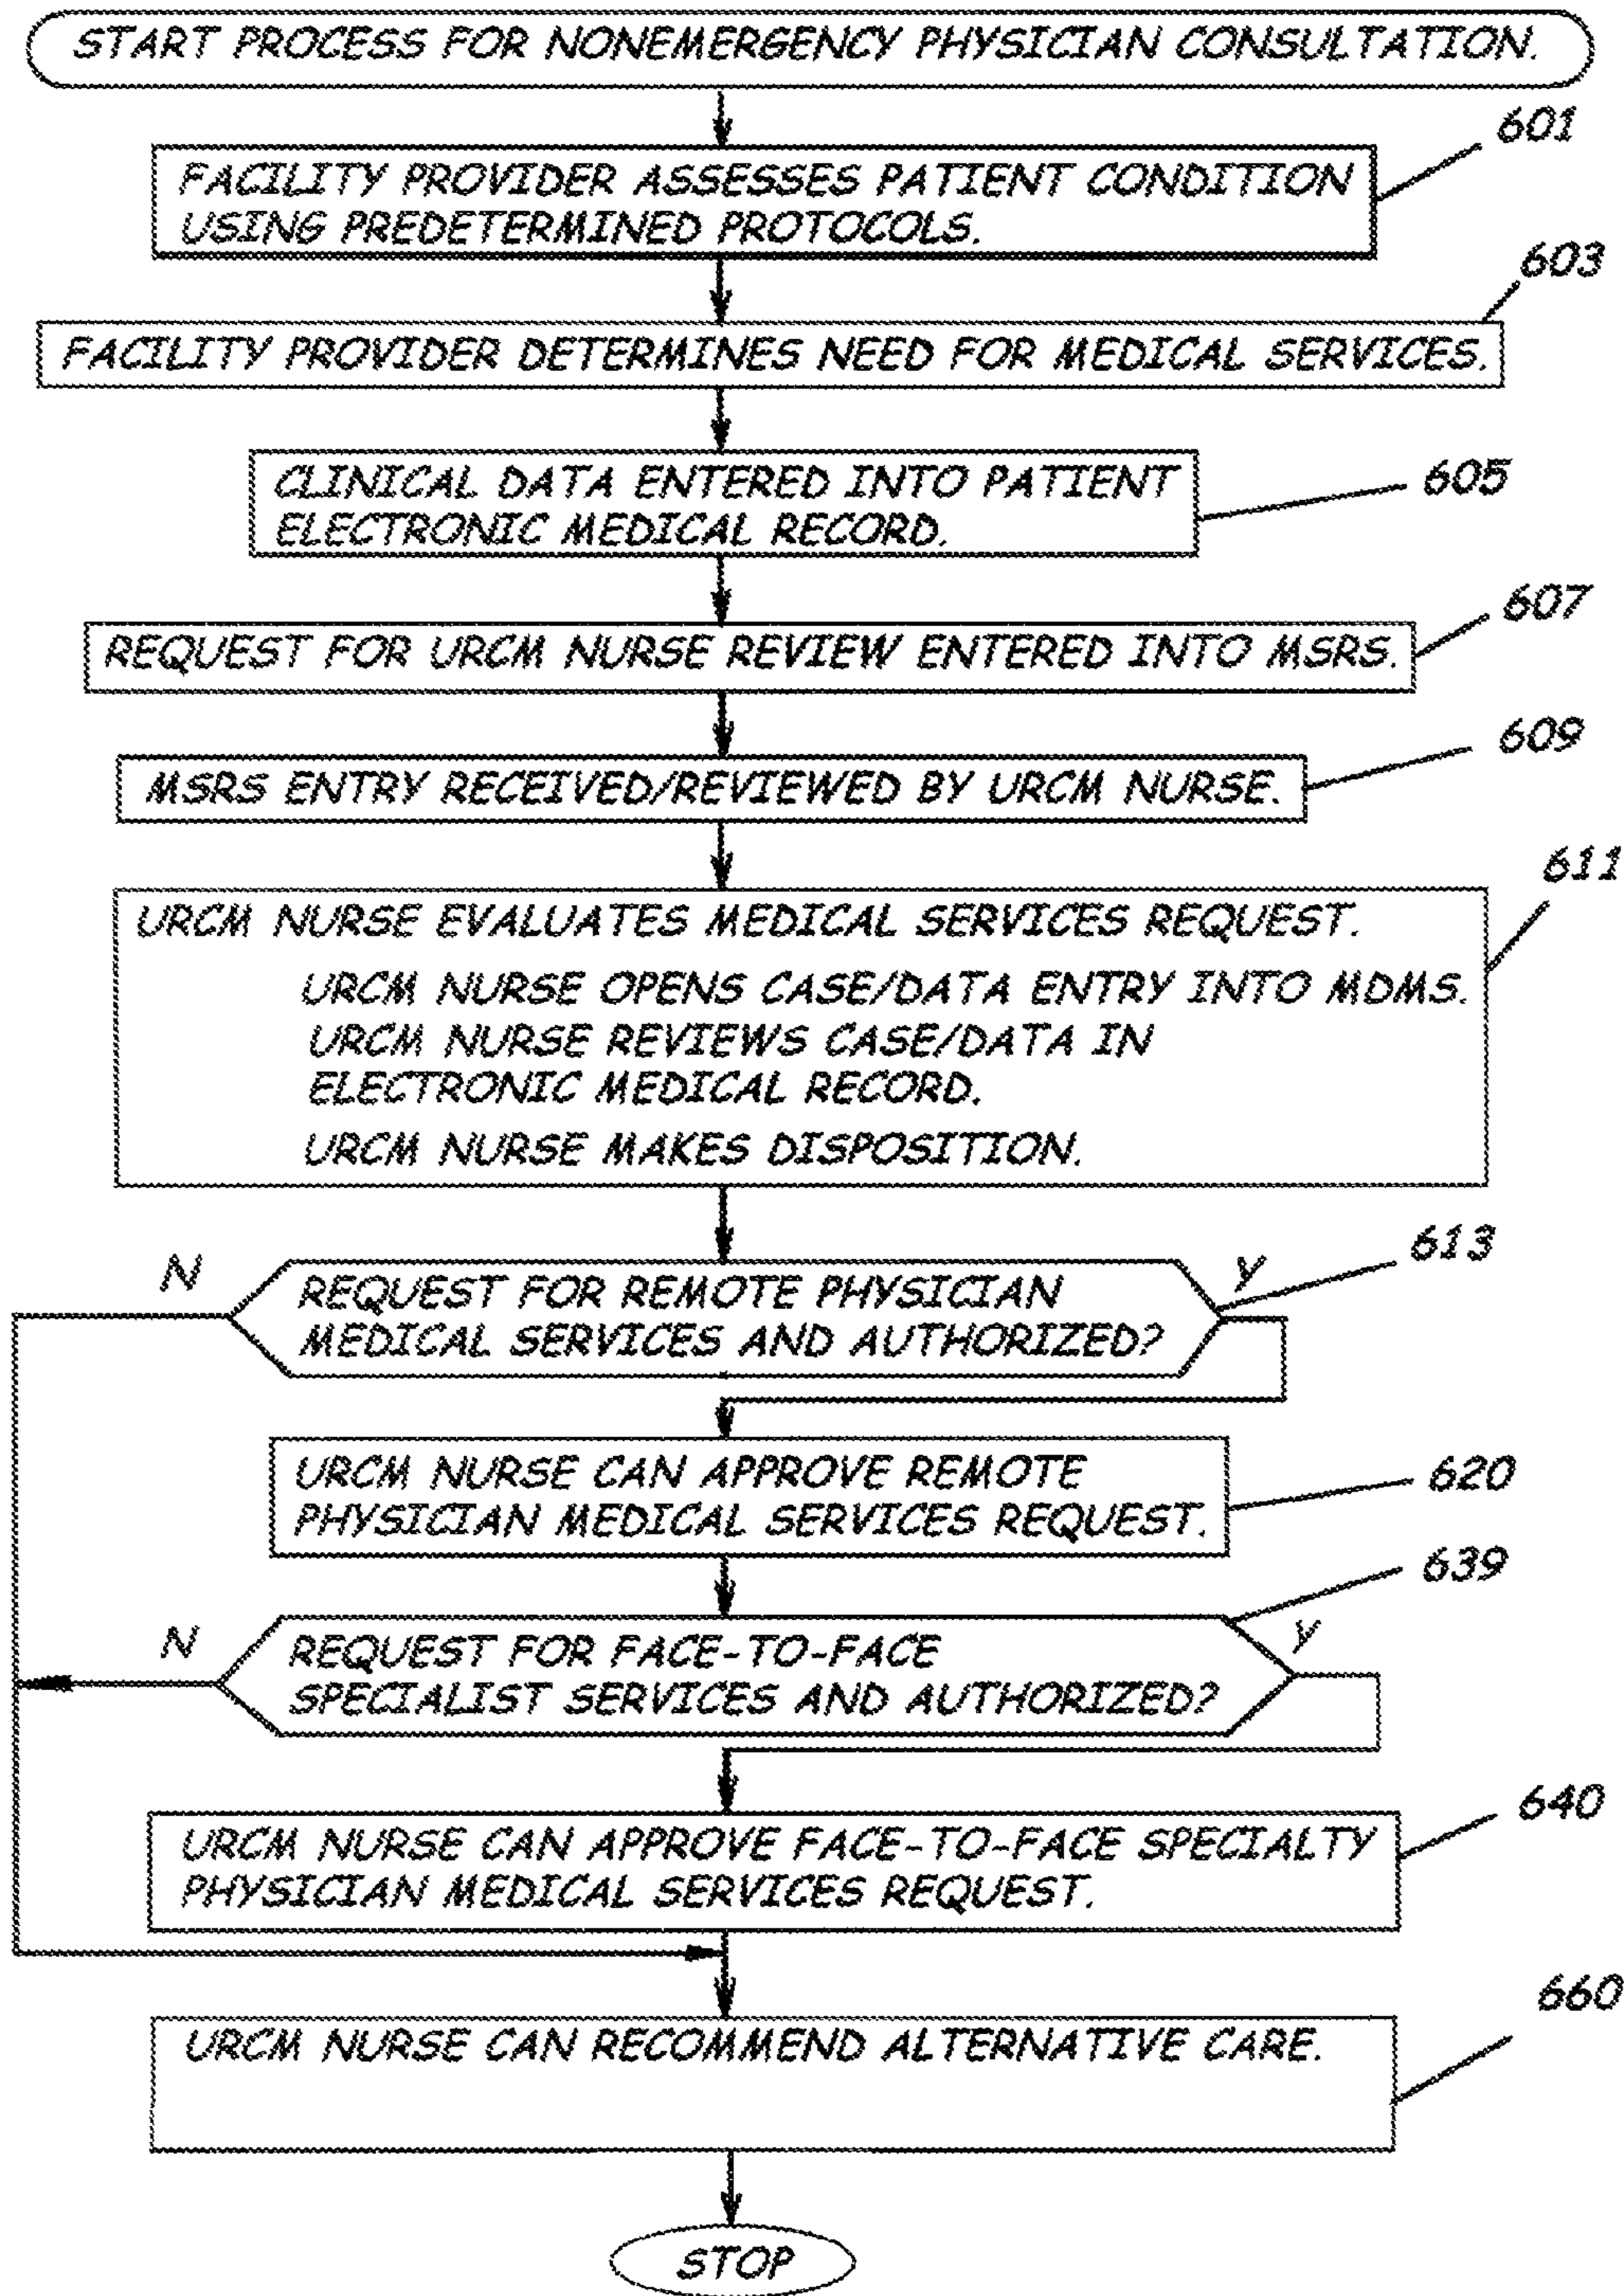 START PROCESS FOR NONEMERGENCY PHYSICIAN CONSULTATION.
601
FACILITY PROVIDER ASSESSES PATIENT CONDITION
USING PREDETERMINED PROTOCOLS.
603
FACILITY PROVIDER DETERMINES NEED FOR MEDICAL SERVICES.
CLINICAL DATA ENTERED INTO PATIENT
ELECTRONIC MEDICAL RECORD.
605
607
REQUEST FOR URCM NURSE REVIEW ENTERED INTO MSRS.
609
MSRS ENTRY RECEIVED/REVIEWED BY URCM NURSE.
611
URCM NURSE EVALUATES MEDICAL SERVICES REQUEST.
URCM NURSE OPENS CASE/DATA ENTRY INTO MDMS.
URCM NURSE REVIEWS CASE/DATA IN
ELECTRONIC MEDICAL RECORD.
URCM NURSE MAKES DISPOSITION.
613
N
Y
REQUEST FOR REMOTE PHYSICIAN
MEDICAL SERVICES AND AUTHORIZED?
URCM NURSE CAN APPROVE REMOTE
PHYSICIAN MEDICAL SERVICES REQUEST.
620
639
N
Y
REQUEST FOR FACE-TO-FACE
SPECIALIST SERVICES AND AUTHORIZED?
640
URCM NURSE CAN APPROVE FACE-TO-FACE SPECIALTY
PHYSICIAN MEDICAL SERVICES REQUEST.
660
URCM NURSE CAN RECOMMEND ALTERNATIVE CARE.
STOP